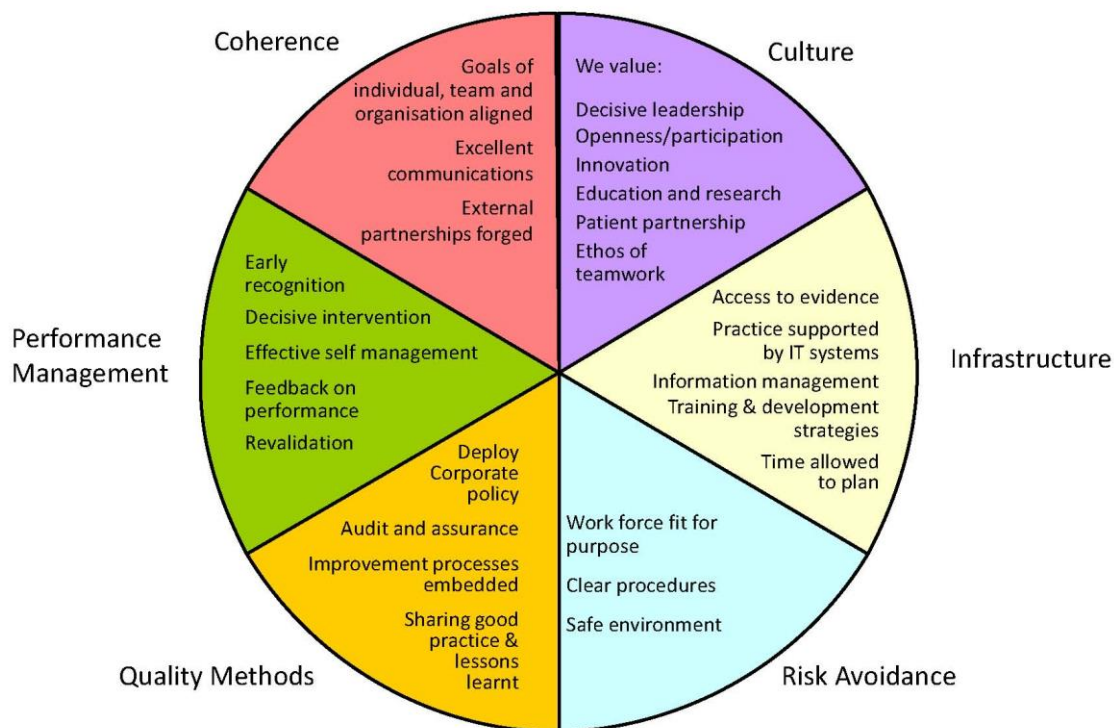 Coherence
Goals of
individual, team and
organisation aligned
Excellent
communications
External
partnerships forged
Culture
We value:
Decisive leadership
Openness/participation
Innovation
Education and research
Patient partnership
Ethos of
teamwork
Infrastructure
Access to evidence
Practice supported
by IT systems
Information management
Training & development
strategies
Time allowed
to plan
Risk Avoidance
Work force fit for
purpose
Clear procedures
Safe environment
Quality Methods
Deploy
Corporate
policy
Audit and assurance
Improvement processes
embedded
Sharing good
practice &
lessons
learnt
Performance
Management
Early
recognition
Decisive intervention
Effective self management
Feedback on
performance
Revalidation